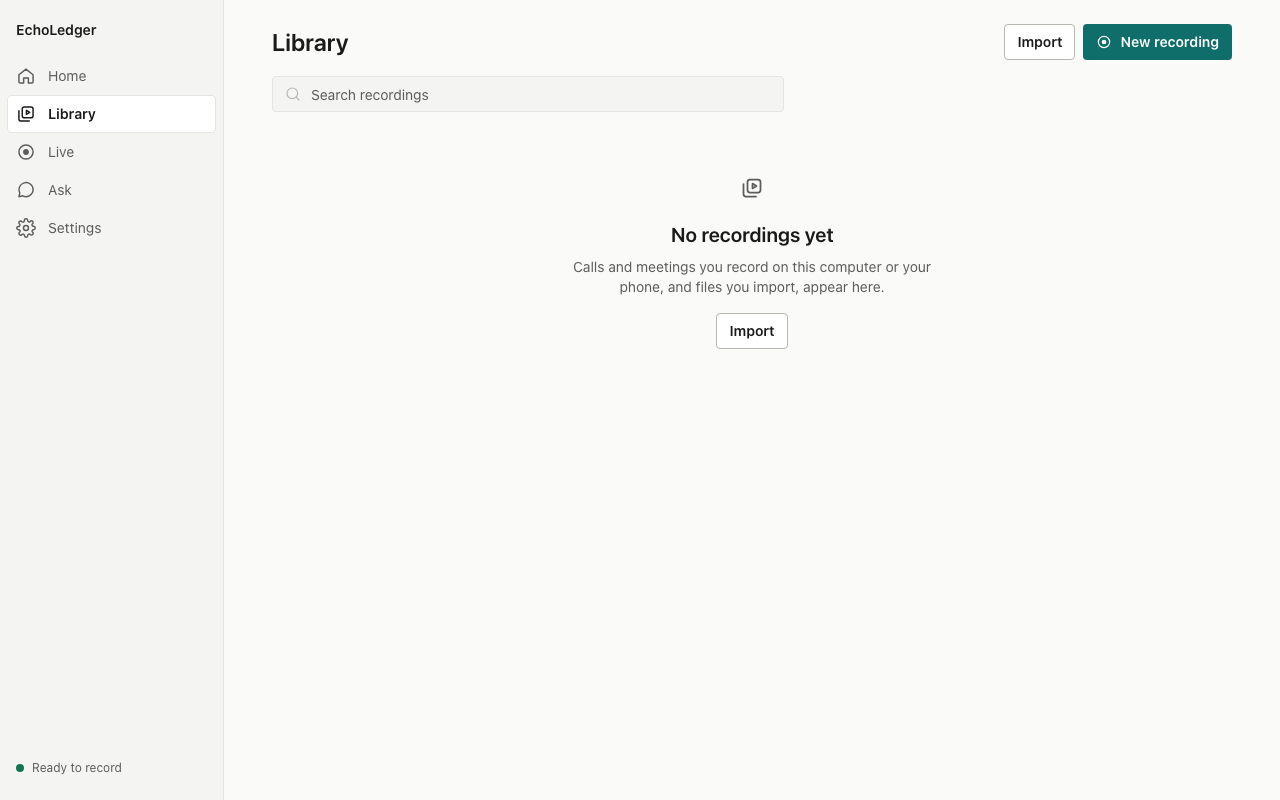 EchoLedger
Home
Library
Live
Ask
Settings
Ready to record
Library
Import
New recording
Search recordings
No recordings yet
Calls and meetings you record on this computer or your
phone, and files you import, appear here.
Import